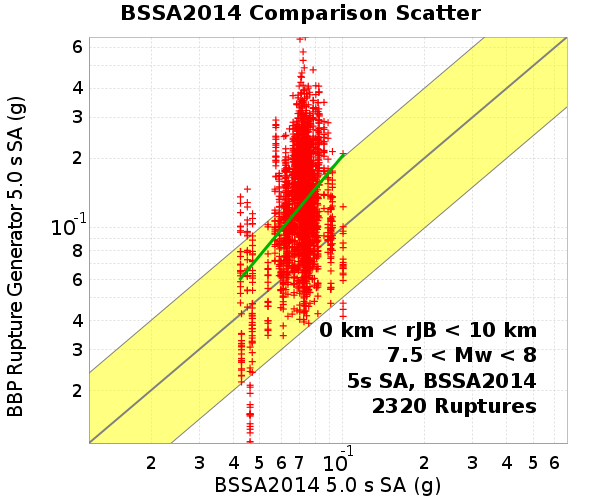 BSSA2014 Comparison Scatter
BBP Rupture Generator 5.0 s SA (g)
6
4
3
2
10⁻¹
8
6
4
3
2
0 km < rJB < 10 km
7.5 < Mw < 8
5s SA, BSSA2014
2320 Ruptures
2 3 4 5 6 7 10⁻¹ 2 3 4 5 6
BSSA2014 5.0 s SA (g)